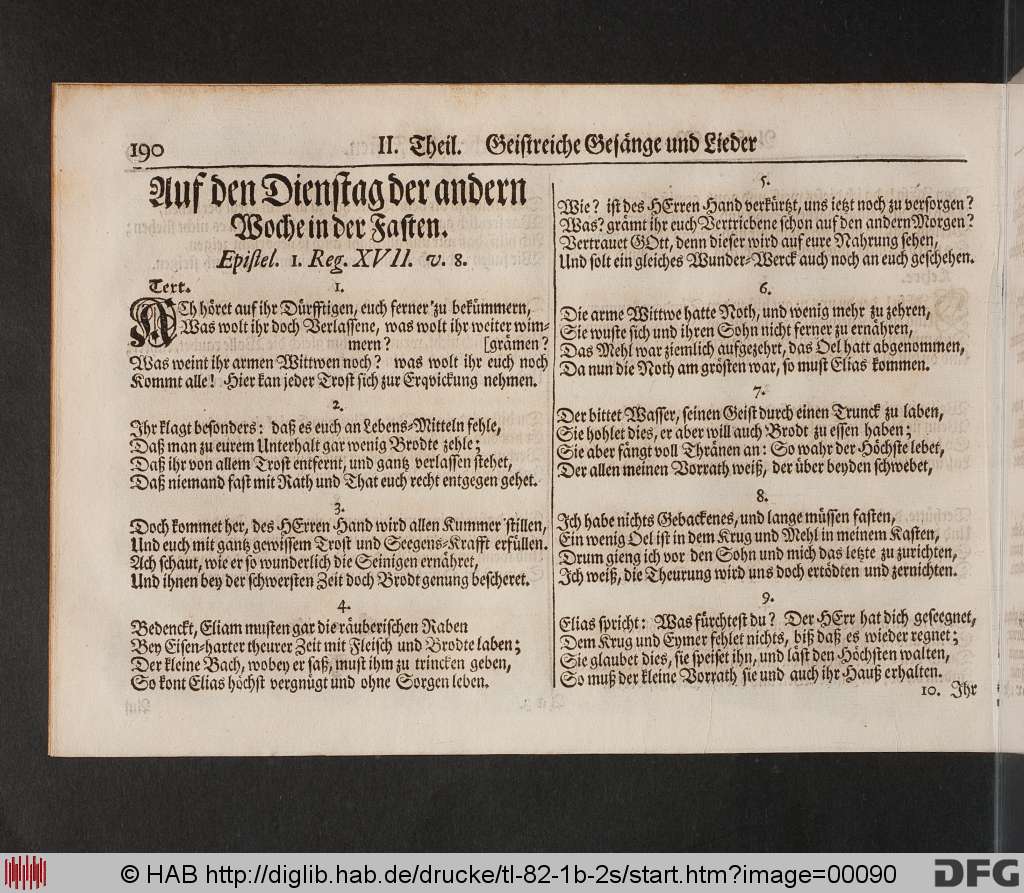 190
II. Theil. Geistreiche Gesänge und Lieder
Auf den Dienstag der andern
Woche in der Fasten.
Epistel. 1. Reg. XVII. v. 8.
Text. 1.
ACh höret auf ihr Dürfftigen, euch ferner zu bekümmern,
Was wolt ihr doch Verlassene, was wolt ihr weiter wim-
mern? [grämen?
Was weint ihr armen Wittwen noch? was wolt ihr euch noch
Kommt alle! Hier kan jeder Trost sich zur Erqvickung nehmen.
2.
Ihr klagt besonders: daß es euch an Lebens-Mitteln fehle,
Daß man zu eurem Unterhalt gar wenig Brodte zehle;
Daß ihr von allem Trost entfernt, und gantz verlassen stehet,
Daß niemand fast mit Rath und That euch recht entgegen gehet.
3.
Doch kommet her, des HErren Hand wird allen Kummer stillen,
Und euch mit gantz gewissem Trost und Seegens-Krafft erfüllen.
Ach schaut, wie er so wunderlich die Seinigen ernähret,
Und ihnen bey der schwersten Zeit doch Brodt genung bescheret.
4.
Bedenckt, Eliam musten gar die räuberischen Raben
Bey Eisen-harter theurer Zeit mit Fleisch und Brodte laben;
Der kleine Bach, wobey er saß, must ihm zu trincken geben,
So kont Elias höchst vergnügt und ohne Sorgen leben.
5.
Wie? ist des HErren Hand verkürtzt, uns ietzt noch zu versorgen?
Was? grämt ihr euch Vertriebene schon auf den andern Morgen?
Vertrauet GOtt, denn dieser wird auf eure Nahrung sehen,
Und solt ein gleiches Wunder-Werck auch noch an euch geschehen.
6.
Die arme Wittwe hatte Noth, und wenig mehr zu zehren,
Sie wuste sich und ihren Sohn nicht ferner zu ernähren,
Das Mehl war ziemlich aufgezehrt, das Oel hatt abgenommen,
Da nun die Noth am grösten war, so must Elias kommen.
7.
Der bittet Wasser, seinen Geist durch einen Trunck zu laben,
Sie hohlet dies, er aber will auch Brodt zu essen haben;
Sie aber fängt voll Thränen an: So wahr der Höchste lebet,
Der allen meinen Vorrath weiß, der über beyden schwebet,
8.
Ich habe nichts Gebackenes, und lange müssen fasten,
Ein wenig Oel ist in dem Krug und Mehl in meinem Kasten,
Drum gieng ich vor den Sohn und mich das letzte zu zurichten,
Ich weiß, die Theurung wird uns doch ertödten und zernichten.
9.
Elias spricht: Was fürchtest du? Der HErr hat dich geseegnet,
Dem Krug und Eymer fehlet nichts, biß daß es wieder regnet;
Sie glaubet dies, sie speiset ihn, und läst den Höchsten walten,
So muß der kleine Vorrath sie und auch ihr Hauß erhalten.
10. Ihr
© HAB http://diglib.hab.de/drucke/tl-82-1b-2s/start.htm?image=00090
DFG